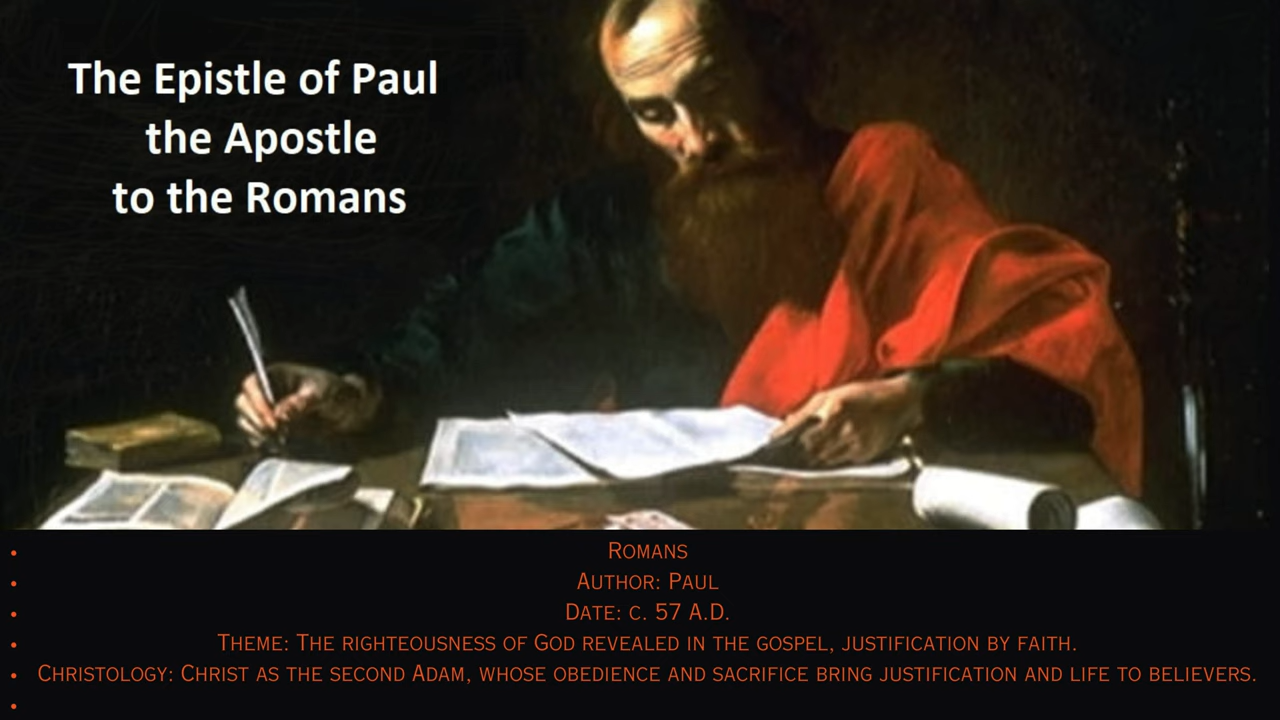 The Epistle of Paul
the Apostle
to the Romans
• Romans
• Author: Paul
• Date: c. 57 A.D.
• Theme: The righteousness of God revealed in the gospel, justification by faith.
• Christology: Christ as the second Adam, whose obedience and sacrifice bring justification and life to believers.
•